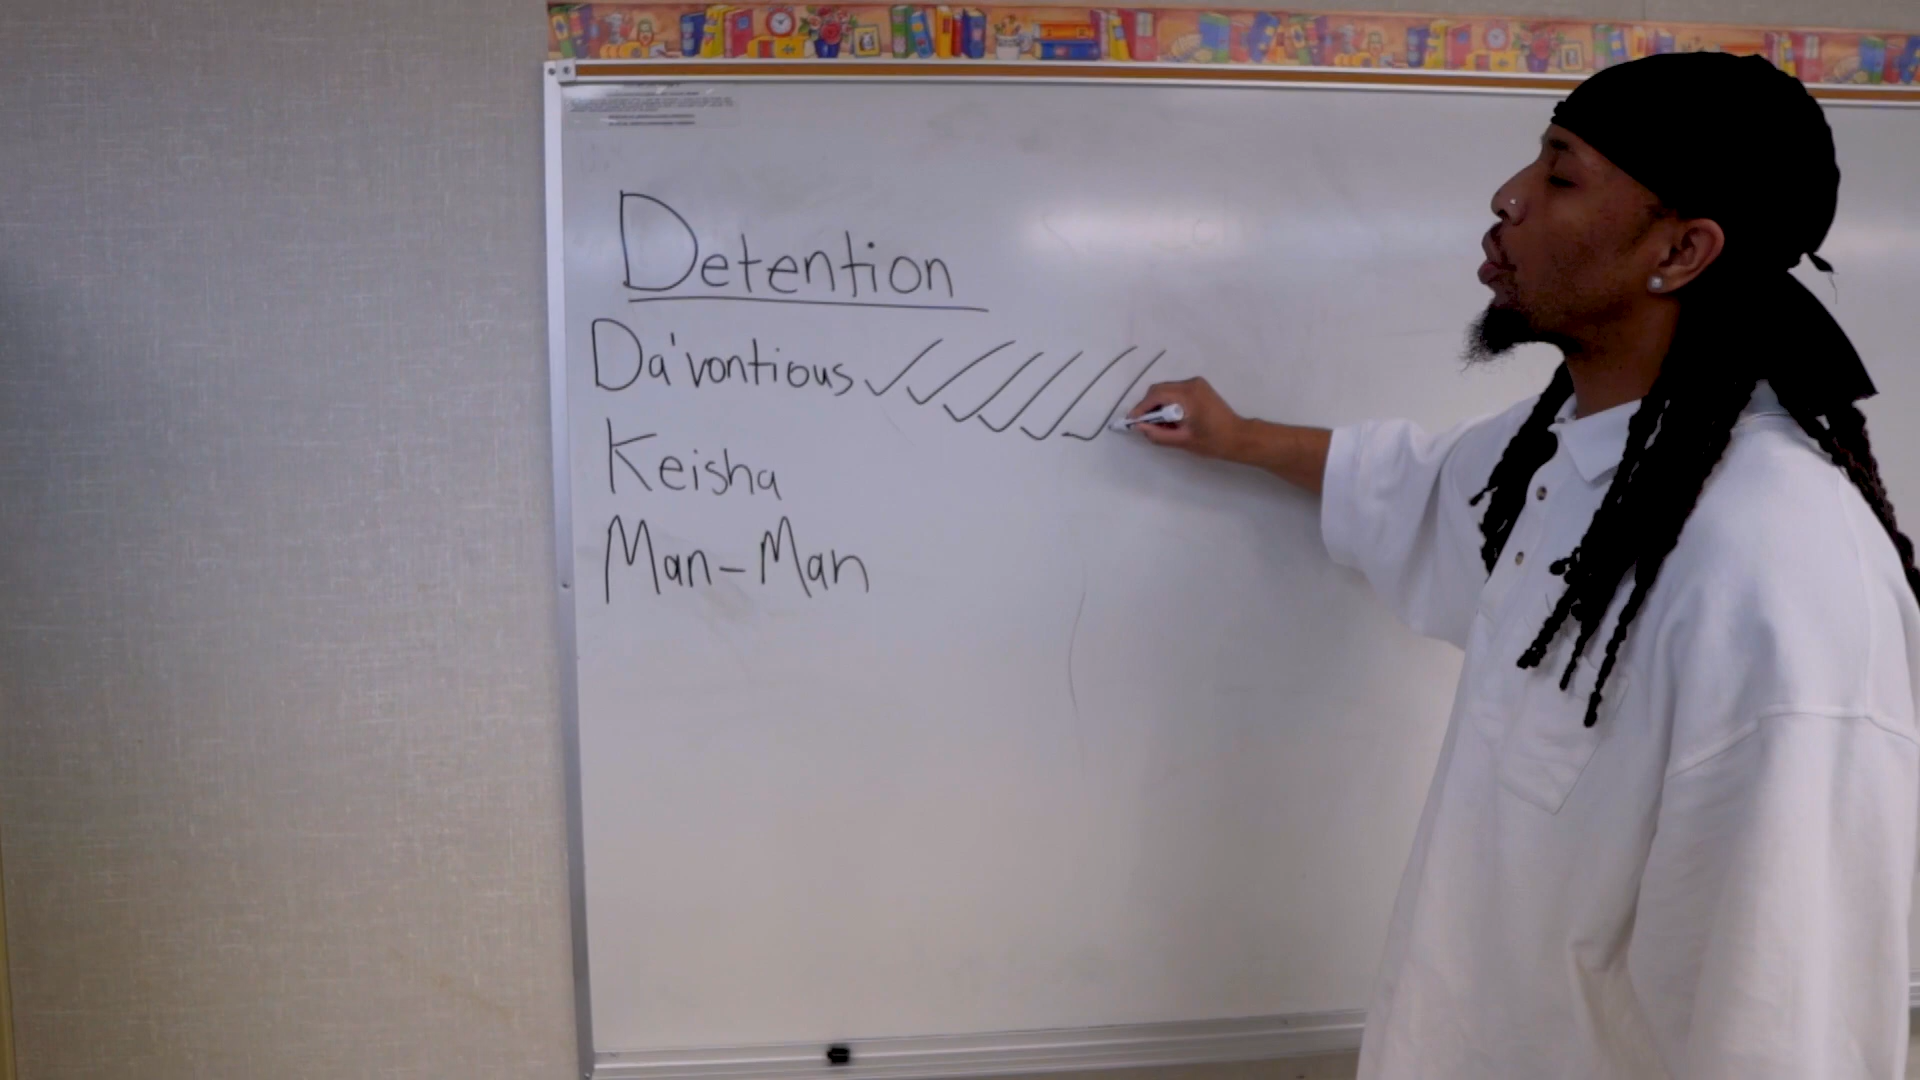 Detention
Da'vontious ✓✓✓✓✓✓
Keisha
Man-Man